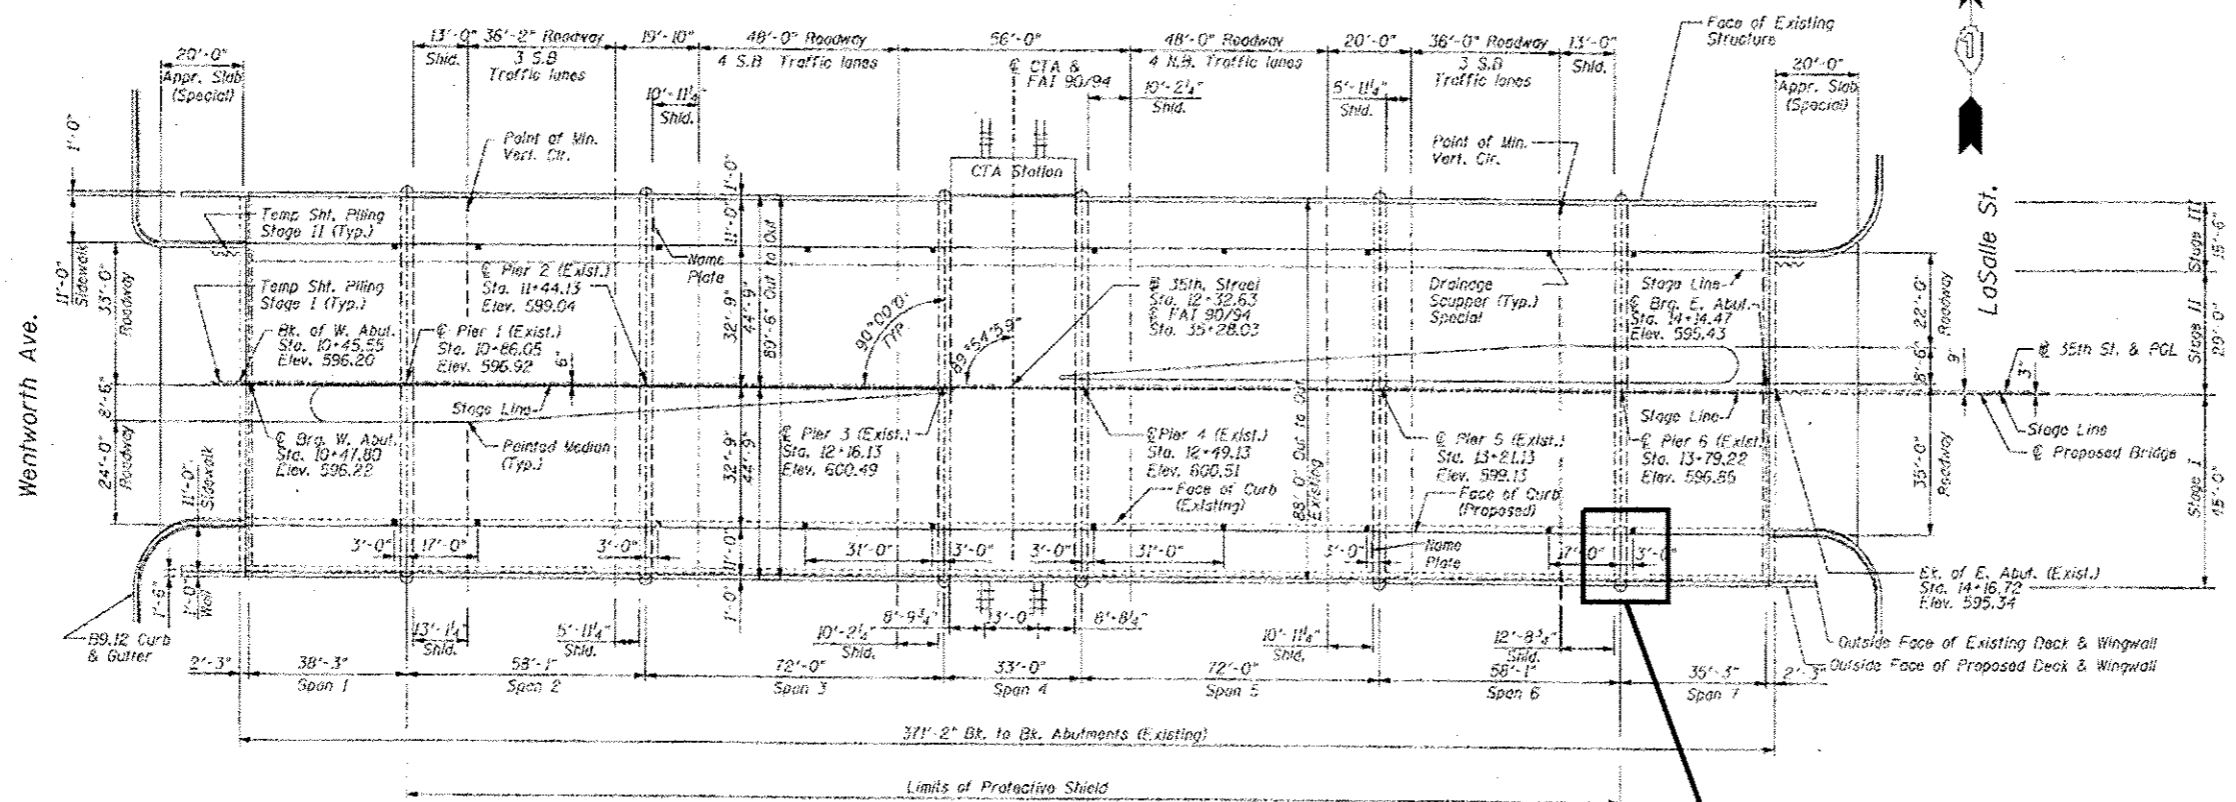 13'-0" 36'-2" Roadway 19'-10" 48'-0" Roadway 56'-0" 48'-0" Roadway 20'-0" 36'-0" Roadway 13'-0"
Shld. 3 S.B Traffic lanes 4 S.B Traffic lanes 4 N.B. Traffic lanes 3 S.B Traffic lanes Shld.
Face of Existing
Structure
20'-0"
Appr. Slab
(Special)
℄ CTA &
FAI 90/94
20'-0"
Appr. Slab
(Special)
10'-11¼"
Shld.
10'-2¼"
Shld.
5'-11¼"
Shld.
1'-0"
Point of Min.
Vert. Clr.
Point of Min.
Vert. Clr.
CTA Station
1'-0"
11'-0"
Temp Sht. Piling
Stage II (Typ.)
Name
Plate
11'-0"
Sidewalk
33'-0"
Roadway
Temp Sht. Piling
Stage I (Typ.)
Bk. of W. Abut.
Sta. 10+45.55
Elev. 596.20
℄ Pier 1 (Exist.)
Sta. 10+86.05
Elev. 596.92
℄ Pier 2 (Exist.)
Sta. 11+44.13
Elev. 599.04
6"
32'-9"
44'-9"
89'-6" Out to Out
90°00'0"
TYP.
89°54'59"
35th. Street
Sta. 12+32.63
℄ FAI 90/94
Sta. 35+28.03
Drainage
Scupper (Typ.)
Special
Stage Line
℄ Brg. E. Abut.
Sta. 14+14.47
Elev. 595.43
22'-0"
Roadway
8'-6"
9"
3"
35th St. & PGL
LaSalle St.
Stage III
15'-6"
Stage II
29'-0"
Stage I
45'-0"
Wentworth Ave.
8'-6"
24'-0"
Roadway
11'-0"
Sidewalk
Stage Line
Painted Median
(Typ.)
℄ Brg. W. Abut.
Sta. 10+47.80
Elev. 596.22
32'-9"
44'-9"
℄ Pier 3 (Exist.)
Sta. 12+16.13
Elev. 600.49
℄ Pier 4 (Exist.)
Sta. 12+49.13
Elev. 600.51
88'-0" Out to Out
Existing
℄ Pier 5 (Exist.)
Sta. 13+21.13
Elev. 599.13
Stage Line
℄ Pier 6 (Exist.)
Sta. 13+79.22
Elev. 596.85
35'-0"
Roadway
Stage Line
℄ Proposed Bridge
Face of Curb
(Existing)
Face of Curb
(Proposed)
3'-0" 17'-0" 3'-0" 11'-0" 31'-0" 3'-0" 3'-0" 31'-0" 3'-0" 3'-0"
Name
Plate
1'-6"
1'-0"
Wall
1'-0"
Bk. of E. Abut. (Exist.)
Sta. 14+16.72
Elev. 595.34
B9.12 Curb
& Gutter
13'-1¼"
Shld.
5'-11¼"
Shld.
10'-2¼"
Shld.
8'-9¾" 13'-0" 8'-8¼"
10'-11¼"
Shld.
12'-8¾"
Shld.
Outside Face of Existing Deck & Wingwall
Outside Face of Proposed Deck & Wingwall
2'-3" 38'-3" 58'-1" 72'-0" 33'-0" 72'-0" 58'-1" 35'-3" 2'-3"
Span 1 Span 2 Span 3 Span 4 Span 5 Span 6 Span 7
371'-2" Bk. to Bk. Abutments (Existing)
Limits of Protective Shield